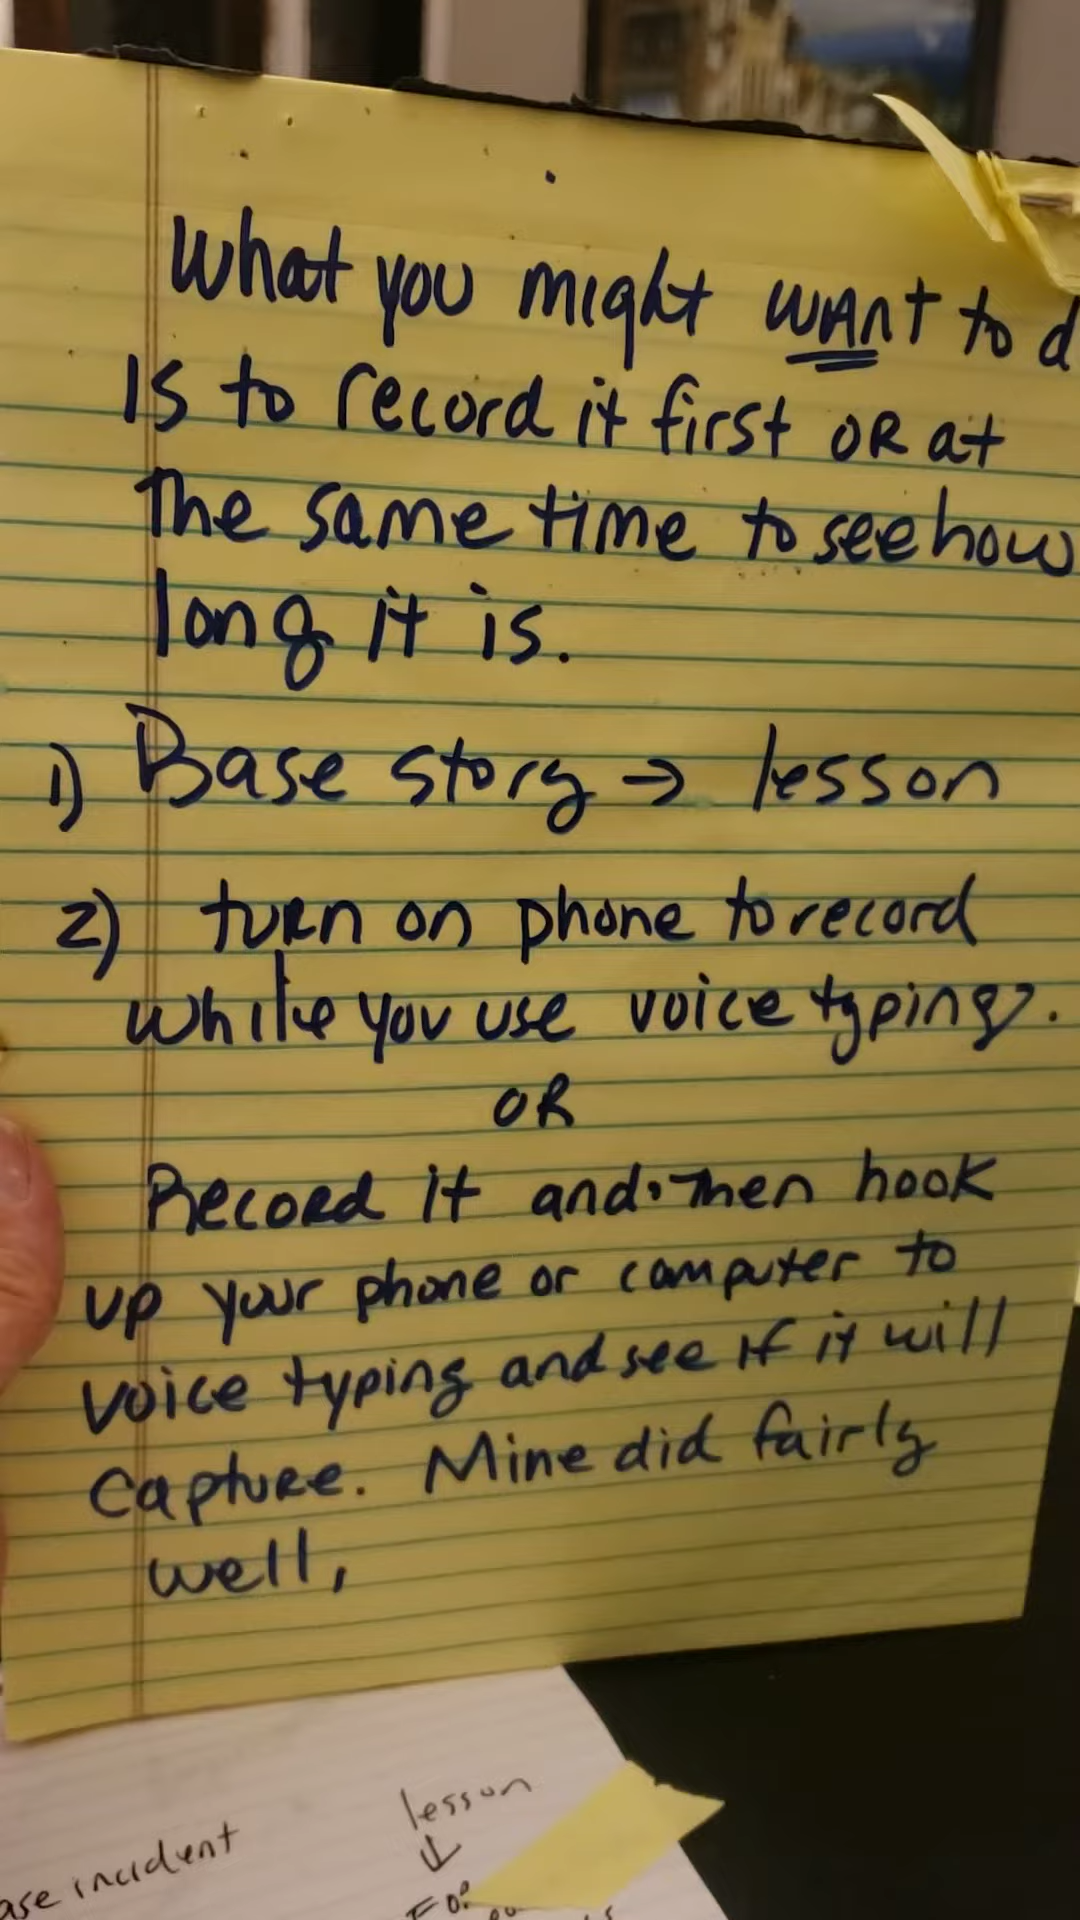 What you might WANT to d
Is to record it first OR at
the same time to see how
long it is.
1) Base story → lesson
2) turn on phone to record
while you use voice typing.
OR
Record it and then hook
up your phone or computer to
voice typing and see if it will
capture. Mine did fairly
well,
lesson
↓
ase incident